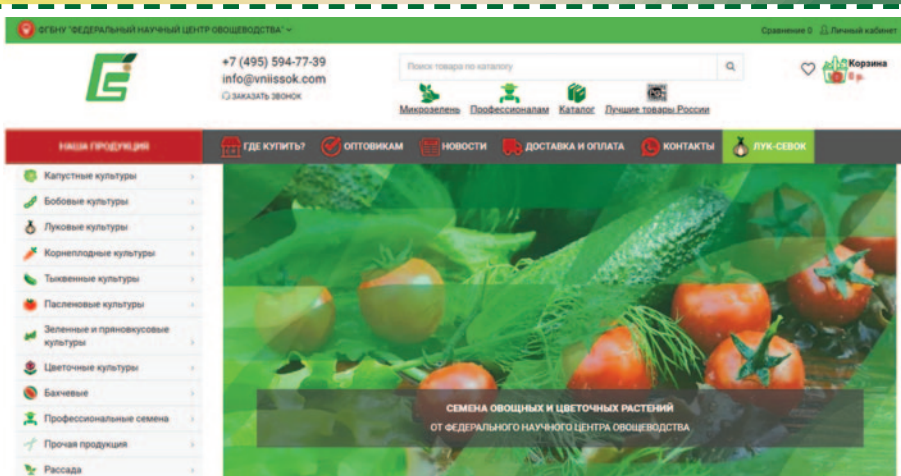 ФГБНУ "ФЕДЕРАЛЬНЫЙ НАУЧНЫЙ ЦЕНТР ОВОЩЕВОДСТВА"
Сравнение 0 Личный кабинет
+7 (495) 594-77-39
info@vniissok.com
ЗАКАЗАТЬ ЗВОНОК
Поиск товара по каталогу
Микрозелень Профессионалам Каталог Лучшие товары России
Корзина
0 р.
НАША ПРОДУКЦИЯ
ГДЕ КУПИТЬ? ОПТОВИКАМ НОВОСТИ ДОСТАВКА И ОПЛАТА КОНТАКТЫ ЛУК-СЕВОК
Капустные культуры
Бобовые культуры
Луковые культуры
Корнеплодные культуры
Тыквенные культуры
Пасленовые культуры
Зеленные и пряновкусовые
культуры
Цветочные культуры
Бахчевые
Профессиональные семена
Прочая продукция
Рассада
СЕМЕНА ОВОЩНЫХ И ЦВЕТОЧНЫХ РАСТЕНИЙ
ОТ ФЕДЕРАЛЬНОГО НАУЧНОГО ЦЕНТРА ОВОЩЕВОДСТВА